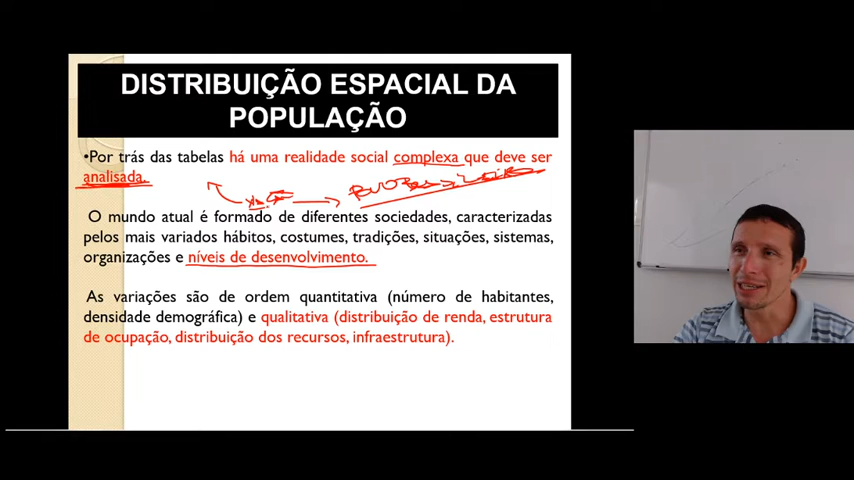 DISTRIBUIÇÃO ESPACIAL DA
POPULAÇÃO
•Por trás das tabelas há uma realidade social complexa que deve ser
analisada.
O mundo atual é formado de diferentes sociedades, caracterizadas
pelos mais variados hábitos, costumes, tradições, situações, sistemas,
organizações e níveis de desenvolvimento.
As variações são de ordem quantitativa (número de habitantes,
densidade demográfica) e qualitativa (distribuição de renda, estrutura
de ocupação, distribuição dos recursos, infraestrutura).